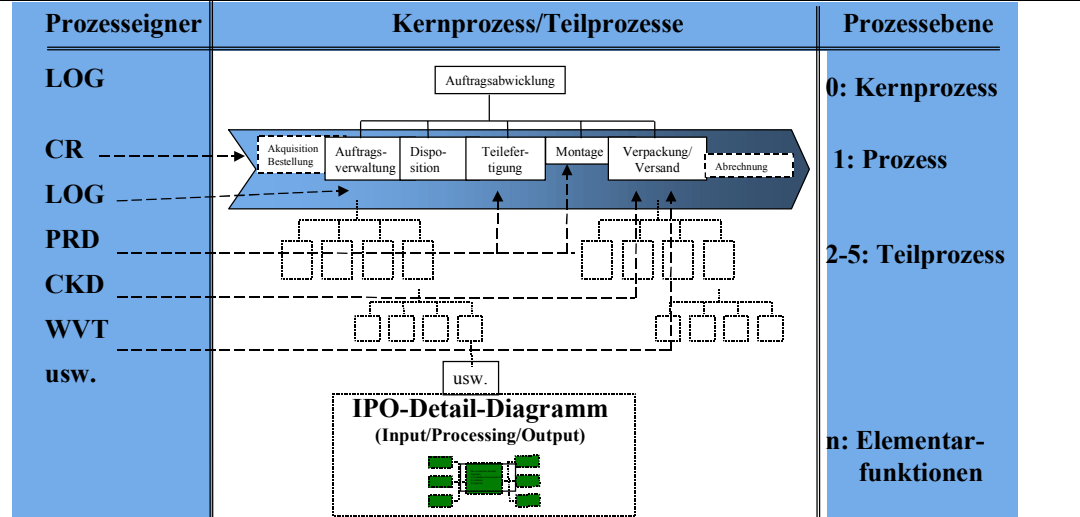 Prozesseigner
Kernprozess/Teilprozesse
Prozessebene
LOG
Auftragsabwicklung
0: Kernprozess
CR
Akquisition
Bestellung
Auftrags-
verwaltung
Dispo-
sition
Teilefer-
tigung
Montage
Verpackung/
Versand
Abrechnung
1: Prozess
LOG
PRD
2-5: Teilprozess
CKD
WVT
usw.
usw.
IPO-Detail-Diagramm
(Input/Processing/Output)
n: Elementar-
funktionen